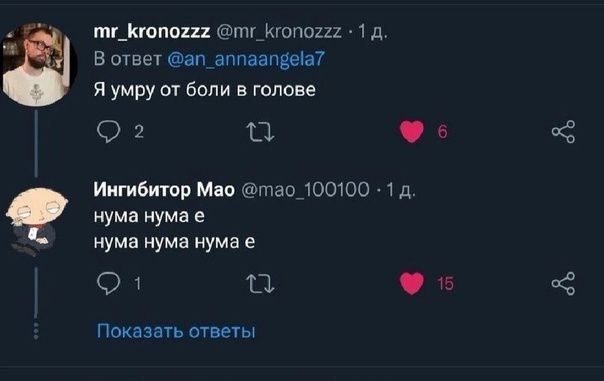 mr_kronozzz @mr_kronozzz · 1 д.
В ответ @an_annaangela7
Я умру от боли в голове
2 6
Ингибитор Мао @mao_100100 · 1 д.
нума нума е
нума нума нума е
1 15
Показать ответы